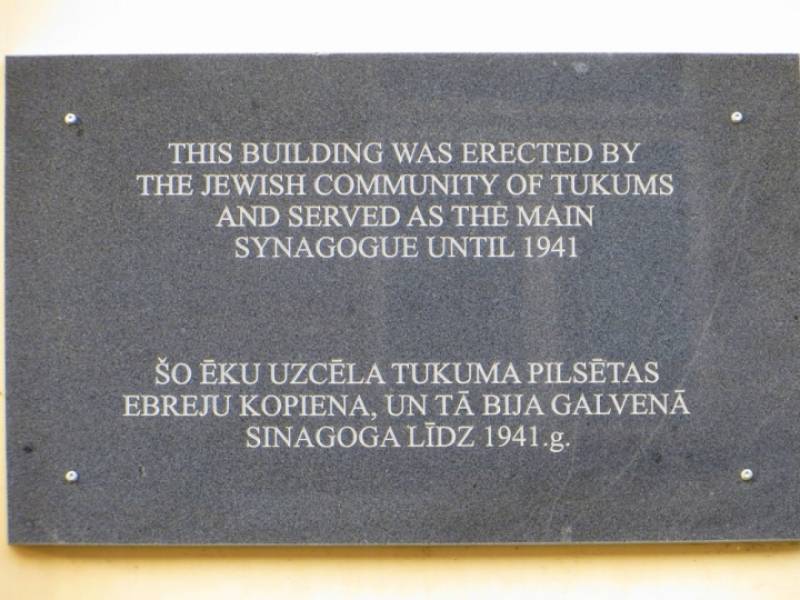 THIS BUILDING WAS ERECTED BY
THE JEWISH COMMUNITY OF TUKUMS
AND SERVED AS THE MAIN
SYNAGOGUE UNTIL 1941
ŠO ĒKU UZCĒLA TUKUMA PILSĒTAS
EBREJU KOPIENA, UN TĀ BIJA GALVENĀ
SINAGOGA LĪDZ 1941.g.